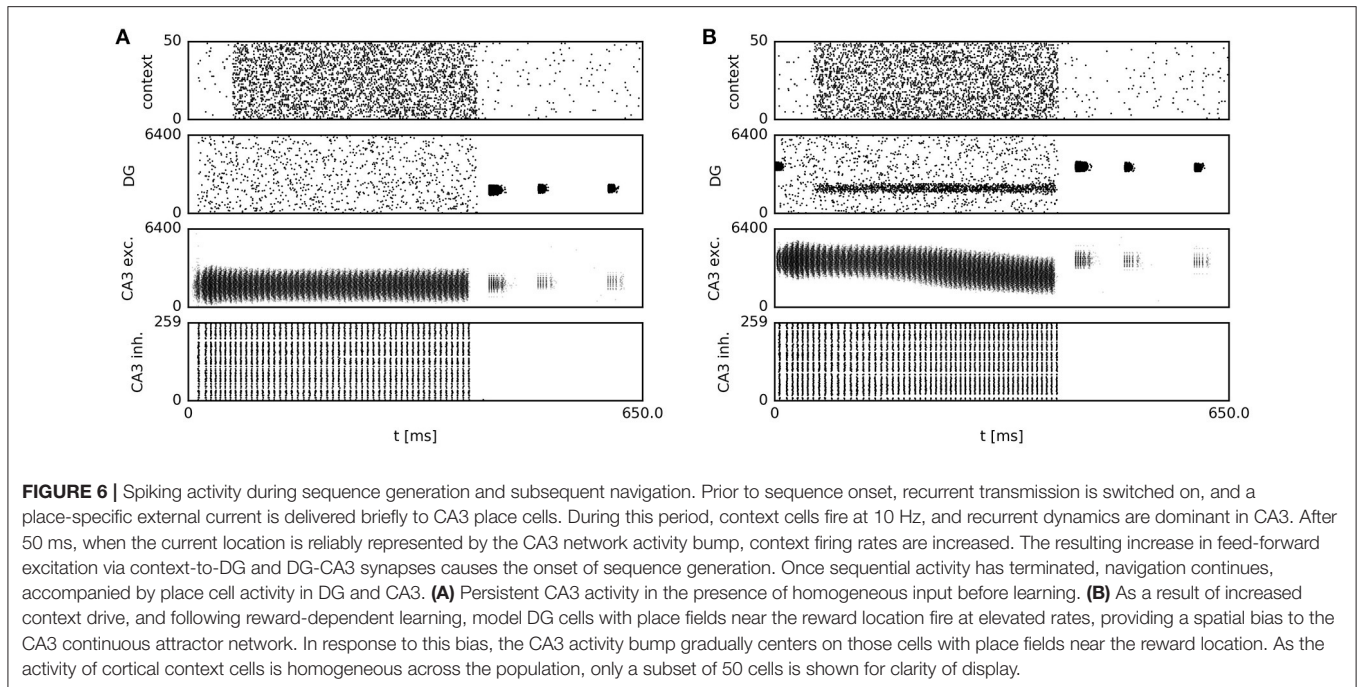 A
B
50
context
0
6400
DG
0
6400
CA3 exc.
0
259
CA3 inh.
0
0
650.0
t [ms]
50
context
0
6400
DG
0
6400
CA3 exc.
0
259
CA3 inh.
0
0
650.0
t [ms]
FIGURE 6 | Spiking activity during sequence generation and subsequent navigation. Prior to sequence onset, recurrent transmission is switched on, and a
place-specific external current is delivered briefly to CA3 place cells. During this period, context cells fire at 10 Hz, and recurrent dynamics are dominant in CA3. After
50 ms, when the current location is reliably represented by the CA3 network activity bump, context firing rates are increased. The resulting increase in feed-forward
excitation via context-to-DG and DG-CA3 synapses causes the onset of sequence generation. Once sequential activity has terminated, navigation continues,
accompanied by place cell activity in DG and CA3. (A) Persistent CA3 activity in the presence of homogeneous input before learning. (B) As a result of increased
context drive, and following reward-dependent learning, model DG cells with place fields near the reward location fire at elevated rates, providing a spatial bias to the
CA3 continuous attractor network. In response to this bias, the CA3 activity bump gradually centers on those cells with place fields near the reward location. As the
activity of cortical context cells is homogeneous across the population, only a subset of 50 cells is shown for clarity of display.